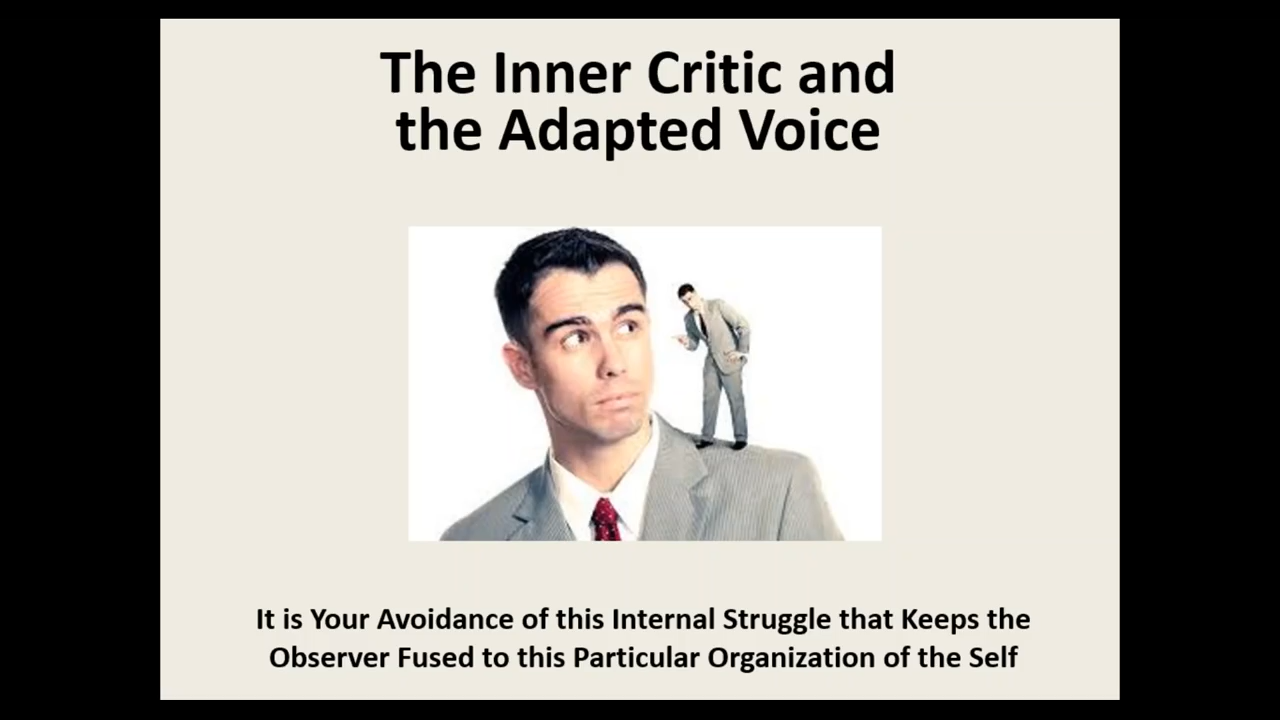 The Inner Critic and
the Adapted Voice
It is Your Avoidance of this Internal Struggle that Keeps the
Observer Fused to this Particular Organization of the Self